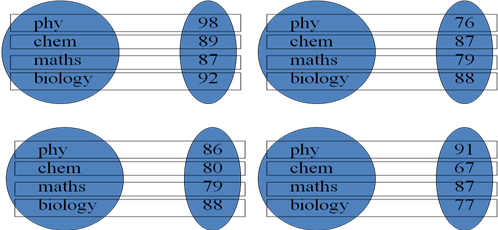 phy 98
chem 89
maths 87
biology 92
phy 76
chem 87
maths 79
biology 88
phy 86
chem 80
maths 79
biology 88
phy 91
chem 67
maths 87
biology 77